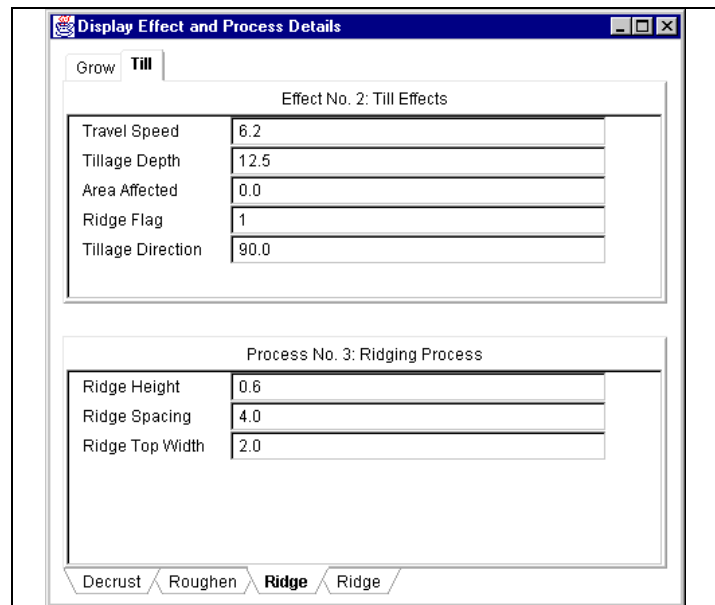 Display Effect and Process Details
Grow Till
Effect No. 2: Till Effects
Travel Speed 6.2
Tillage Depth 12.5
Area Affected 0.0
Ridge Flag 1
Tillage Direction 90.0
Process No. 3: Ridging Process
Ridge Height 0.6
Ridge Spacing 4.0
Ridge Top Width 2.0
Decrust Roughen Ridge Ridge